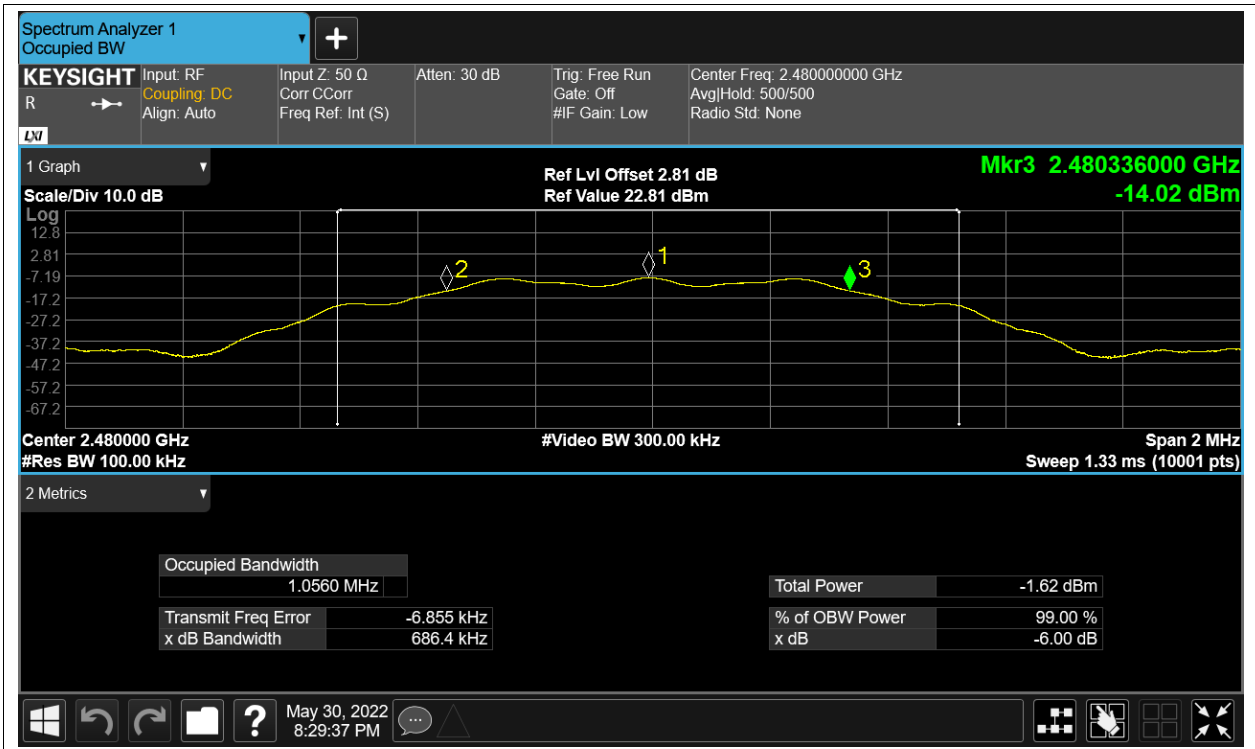 Spectrum Analyzer 1
Occupied BW
KEYSIGHT Input: RF Input Z: 50 Ω Atten: 30 dB Trig: Free Run Center Freq: 2.480000000 GHz
R Coupling: DC Corr CCorr Gate: Off Avg|Hold: 500/500
Align: Auto Freq Ref: Int (S) #IF Gain: Low Radio Std: None
LXI
1 Graph Ref Lvl Offset 2.81 dB Mkr3 2.480336000 GHz
Scale/Div 10.0 dB Ref Value 22.81 dBm -14.02 dBm
Log
12.8
2.81 1
-7.19 2 3
-17.2
-27.2
-37.2
-47.2
-57.2
-67.2
Center 2.480000 GHz #Video BW 300.00 kHz Span 2 MHz
#Res BW 100.00 kHz Sweep 1.33 ms (10001 pts)
2 Metrics
Occupied Bandwidth
1.0560 MHz Total Power -1.62 dBm
Transmit Freq Error -6.855 kHz % of OBW Power 99.00 %
x dB Bandwidth 686.4 kHz x dB -6.00 dB
? May 30, 2022
8:29:37 PM